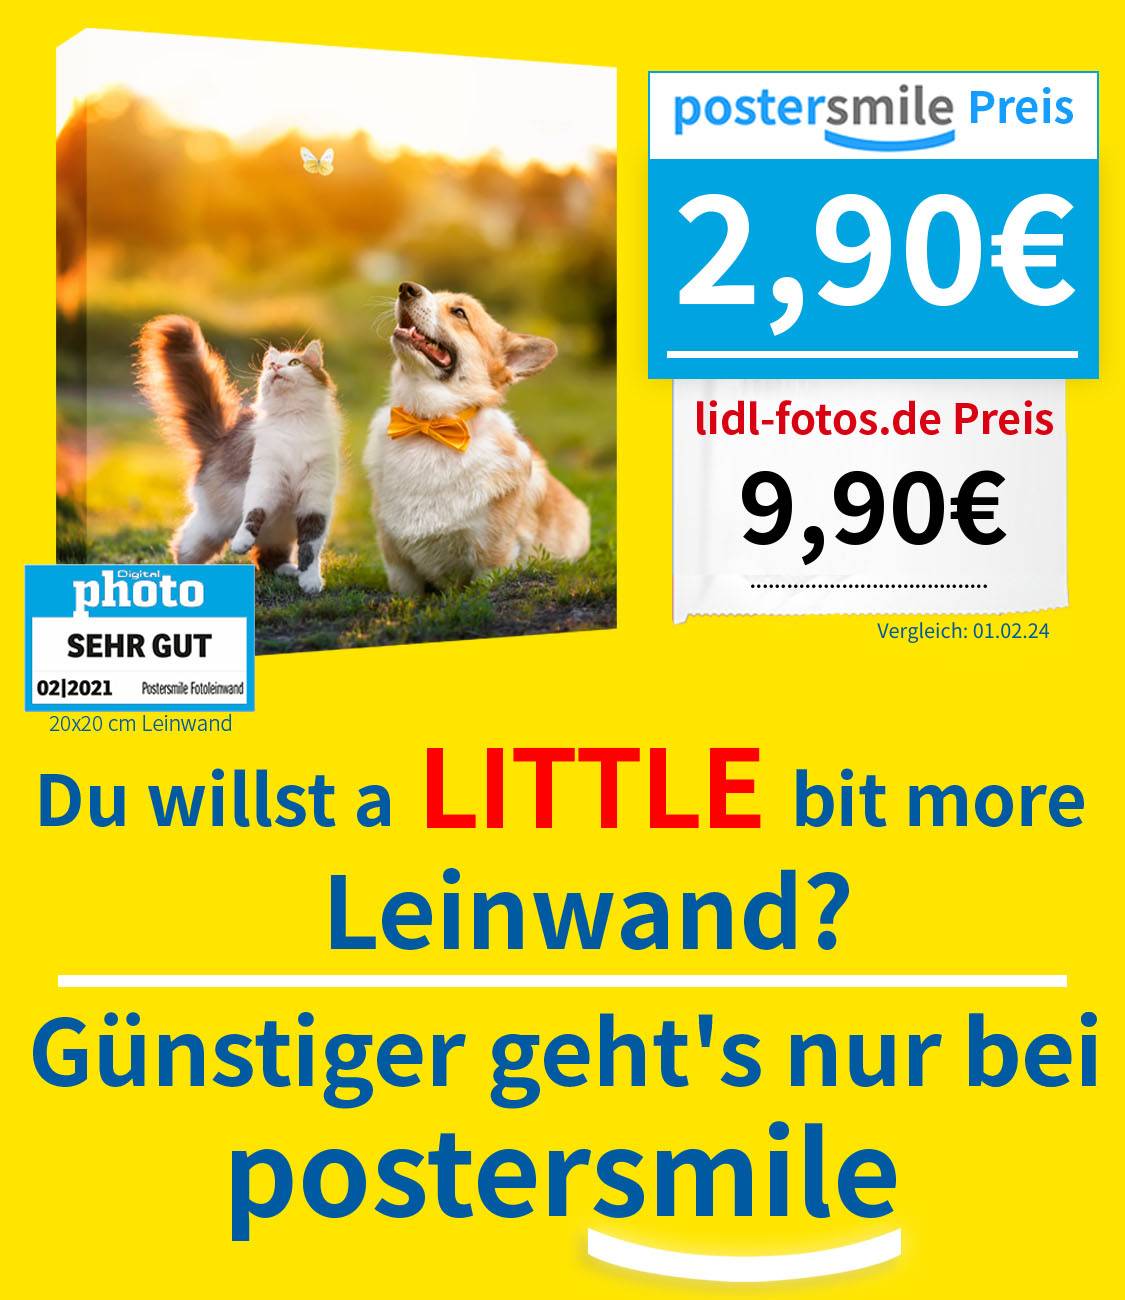 postersmile Preis
2,90€
lidl-fotos.de Preis
9,90€
Vergleich: 01.02.24
Digital
photo
SEHR GUT
02|2021 Postersmile Fotoleinwand
20x20 cm Leinwand
Du willst a LITTLE bit more
Leinwand?
Günstiger geht's nur bei
postersmile